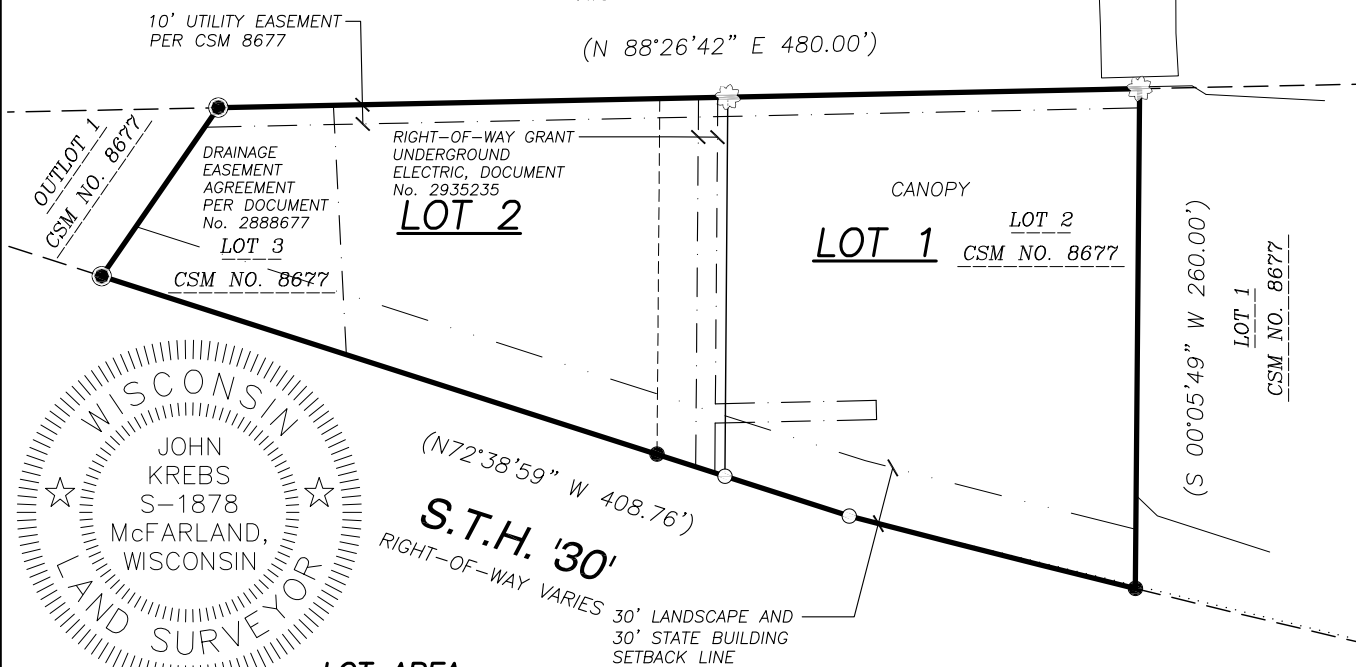 10' UTILITY EASEMENT
PER CSM 8677
(N 88°26'42" E 480.00')
OUTLOT 1
CSM NO. 8677
DRAINAGE
EASEMENT
AGREEMENT
PER DOCUMENT
No. 2888677
LOT 3
CSM NO. 8677
RIGHT-OF-WAY GRANT
UNDERGROUND
ELECTRIC, DOCUMENT
No. 2935235
LOT 2
CANOPY
LOT 1
LOT 2
CSM NO. 8677
(S 00°05'49" W 260.00')
LOT 1
CSM NO. 8677
(N72°38'59" W 408.76')
S.T.H. '30'
RIGHT-OF-WAY VARIES
30' LANDSCAPE AND
30' STATE BUILDING
SETBACK LINE
WISCONSIN
JOHN
KREBS
S-1878
McFARLAND,
WISCONSIN
LAND SURVEYOR
LOT AREA